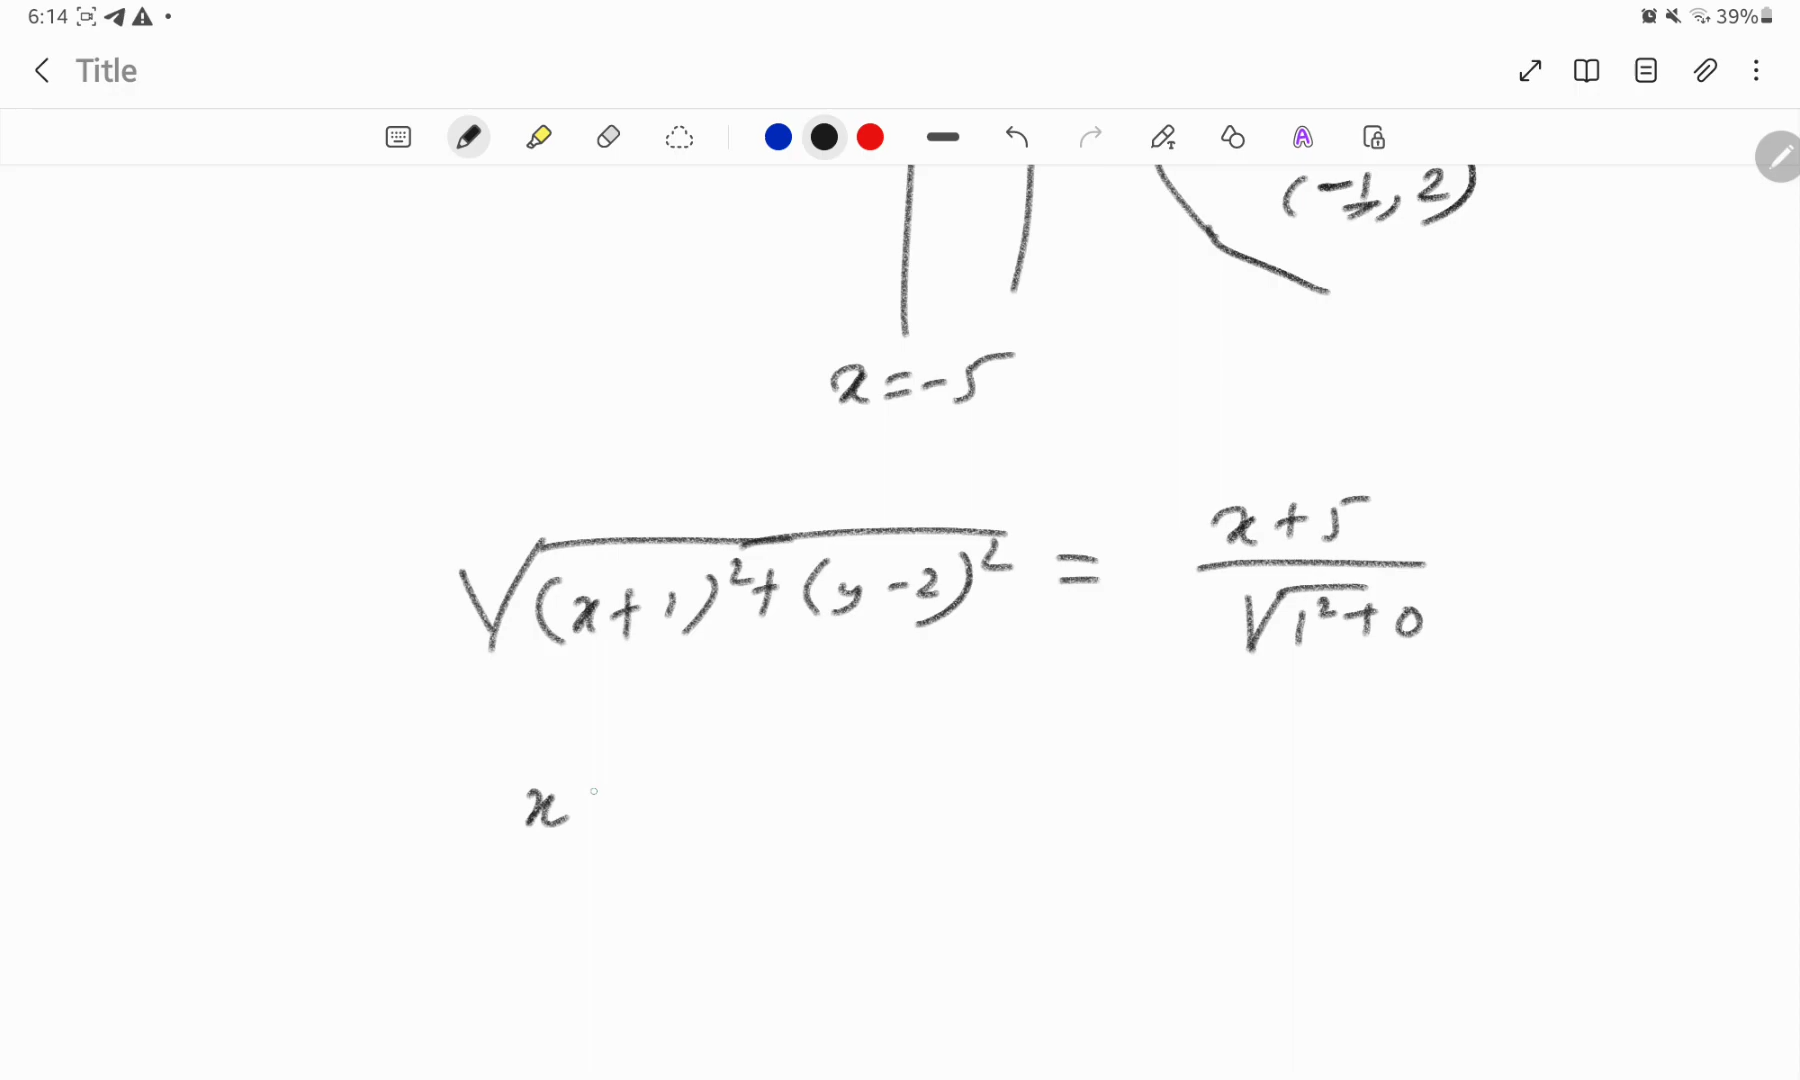 6:14
39%
Title
(-1, 2)
x = -5
√((x+1)²+(y-2)²) = (x+5)/(√(1²+0))
x